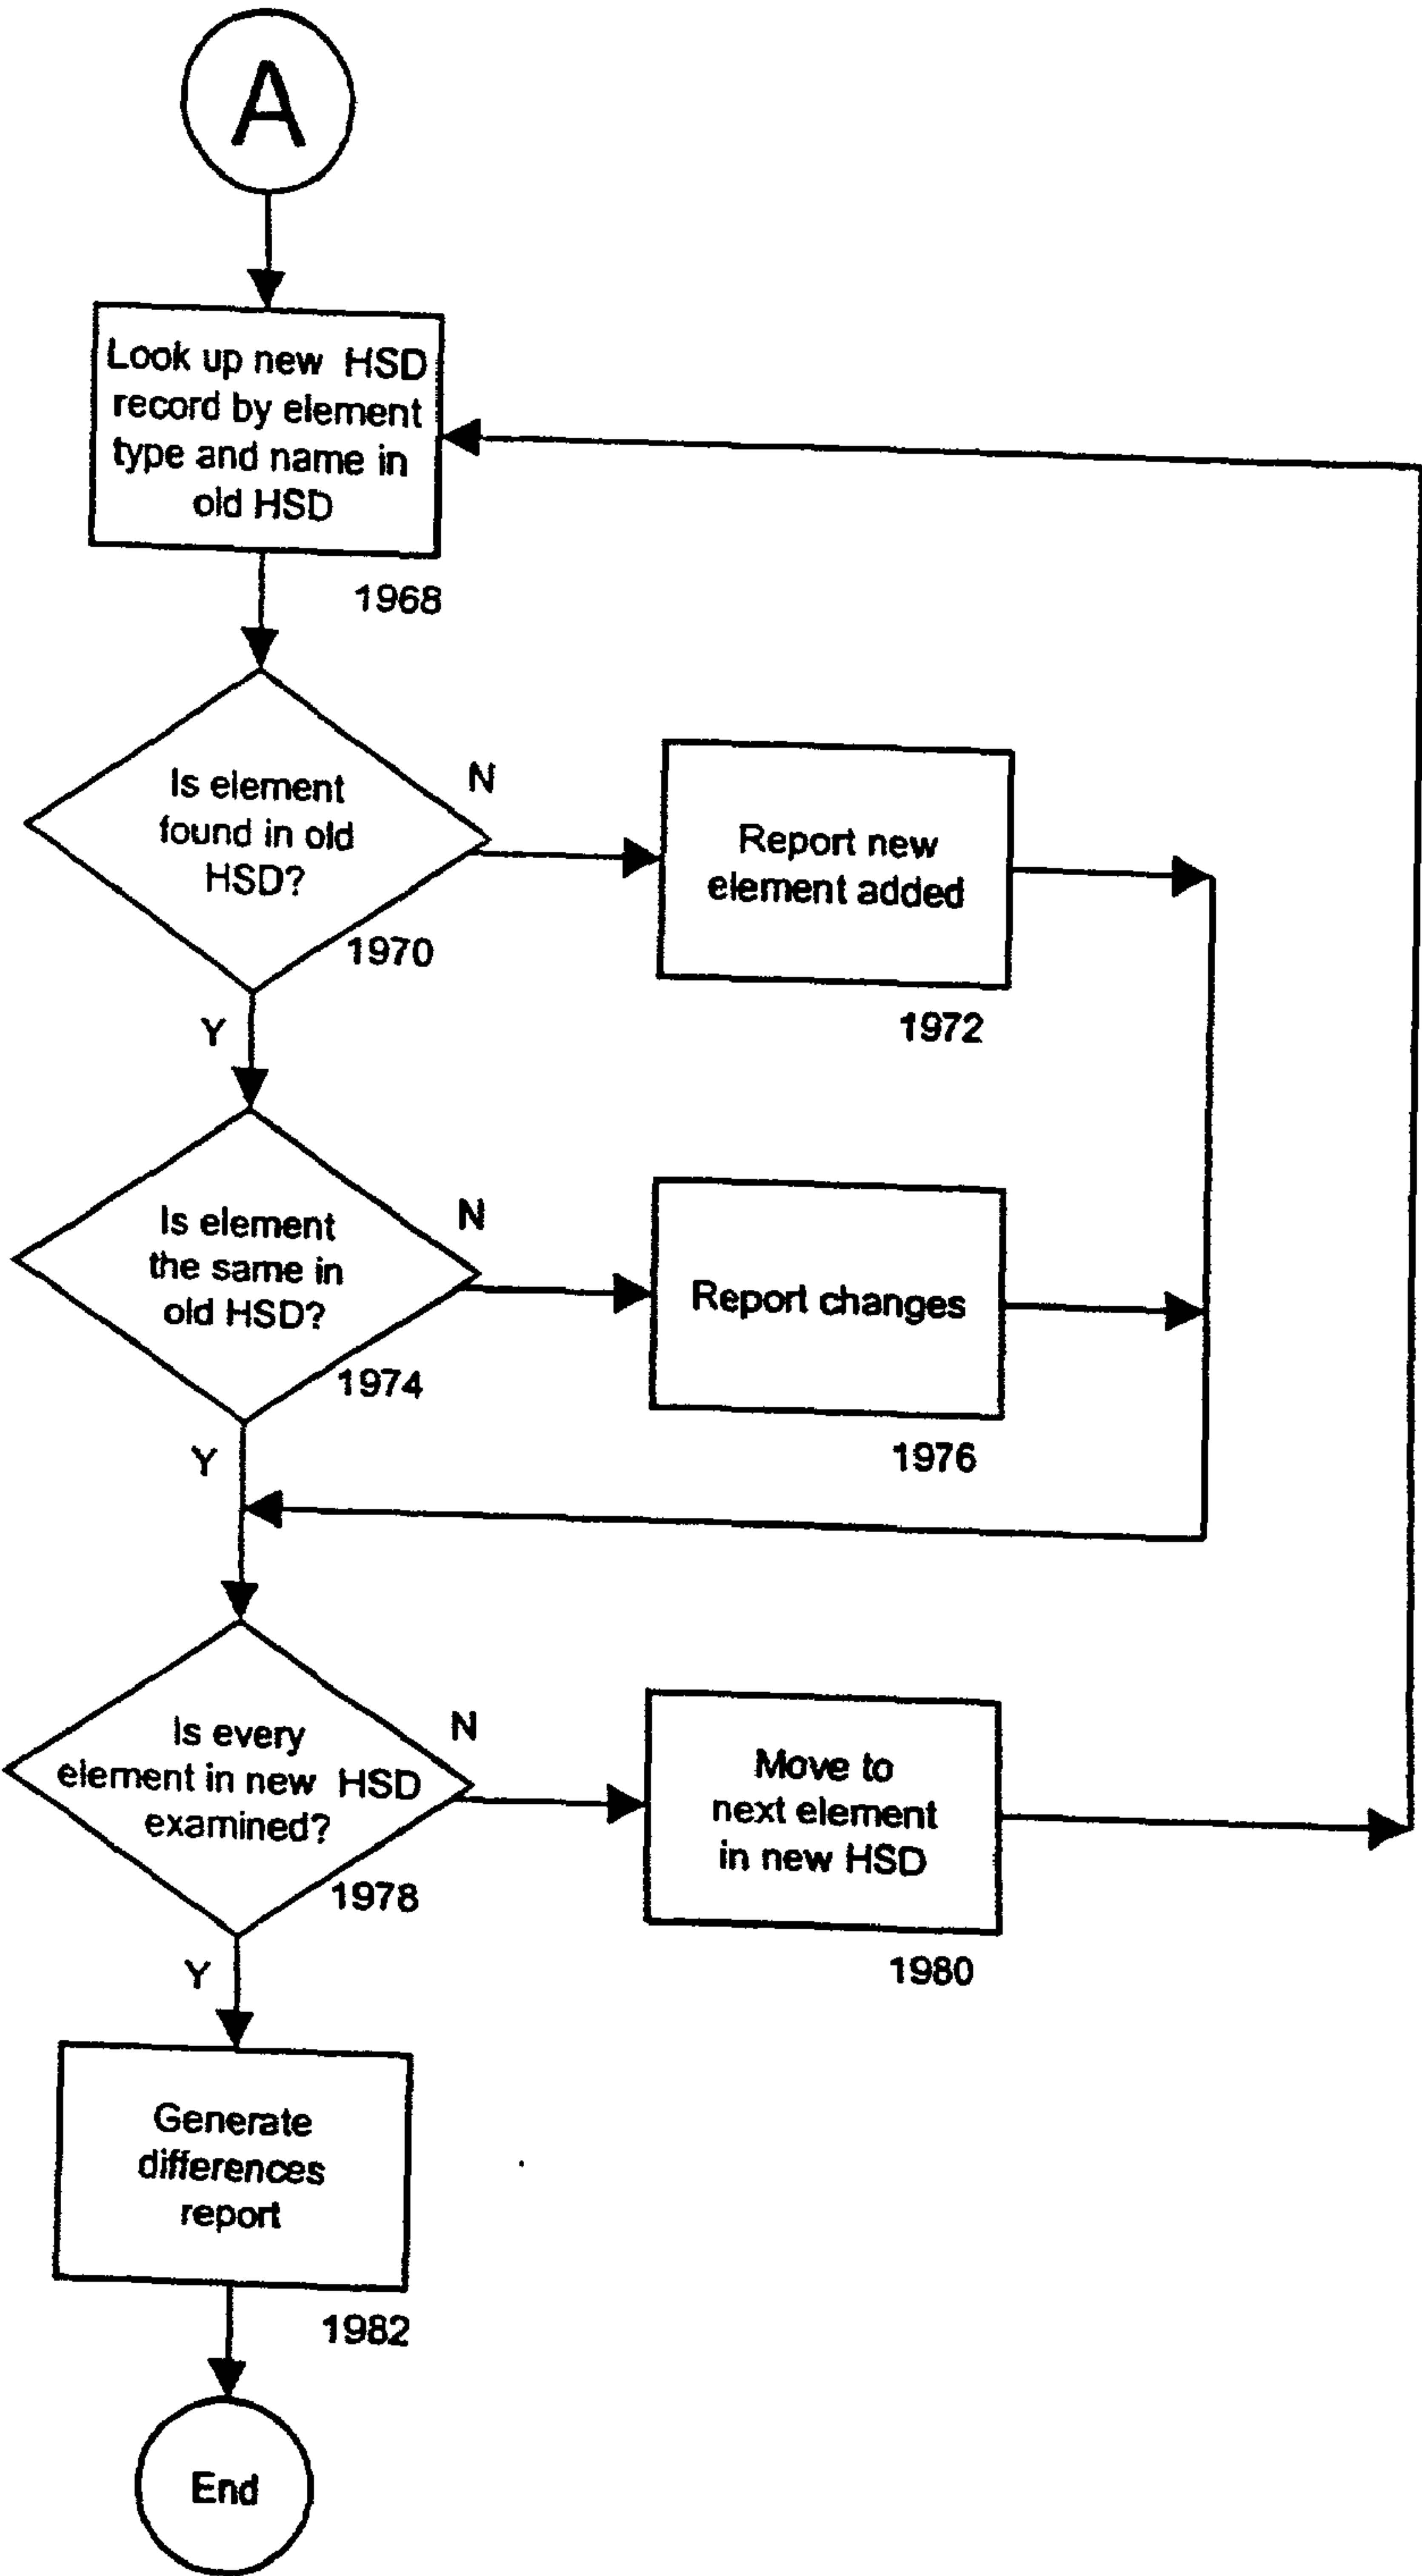 A
Look up new HSD
record by element
type and name in
old HSD
1968
Is element
found in old
HSD?
N
1970
Report new
element added
1972
Y
Is element
the same in
old HSD?
N
1974
Report changes
1976
Y
Is every
element in new HSD
examined?
N
1978
Move to
next element
in new HSD
1980
Y
Generate
differences
report
1982
End